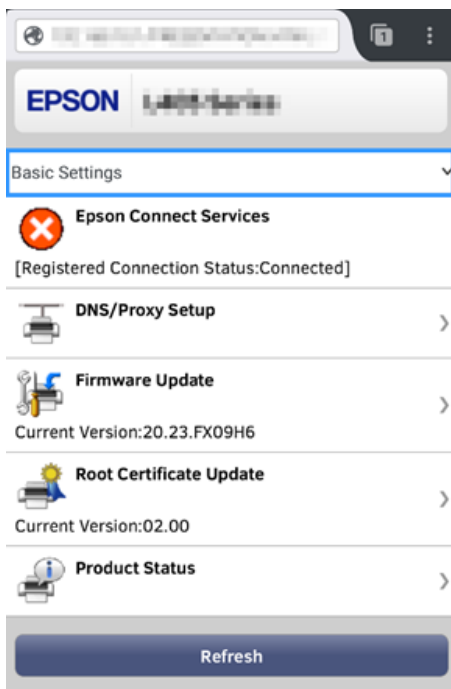 1
EPSON
Basic Settings
Epson Connect Services
[Registered Connection Status:Connected]
DNS/Proxy Setup
Firmware Update
Current Version:20.23.FX09H6
Root Certificate Update
Current Version:02.00
Product Status
Refresh